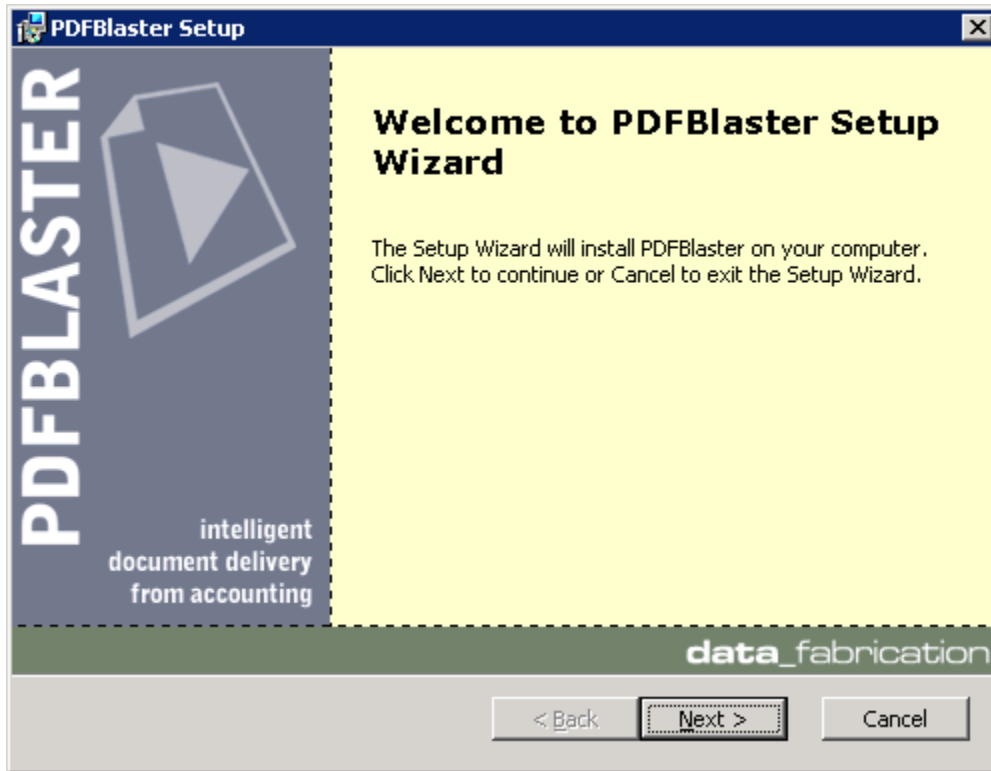 PDFBlaster Setup
PDFBLASTER
intelligent
document delivery
from accounting
Welcome to PDFBlaster Setup
Wizard
The Setup Wizard will install PDFBlaster on your computer.
Click Next to continue or Cancel to exit the Setup Wizard.
data_fabrication
< Back
Next >
Cancel